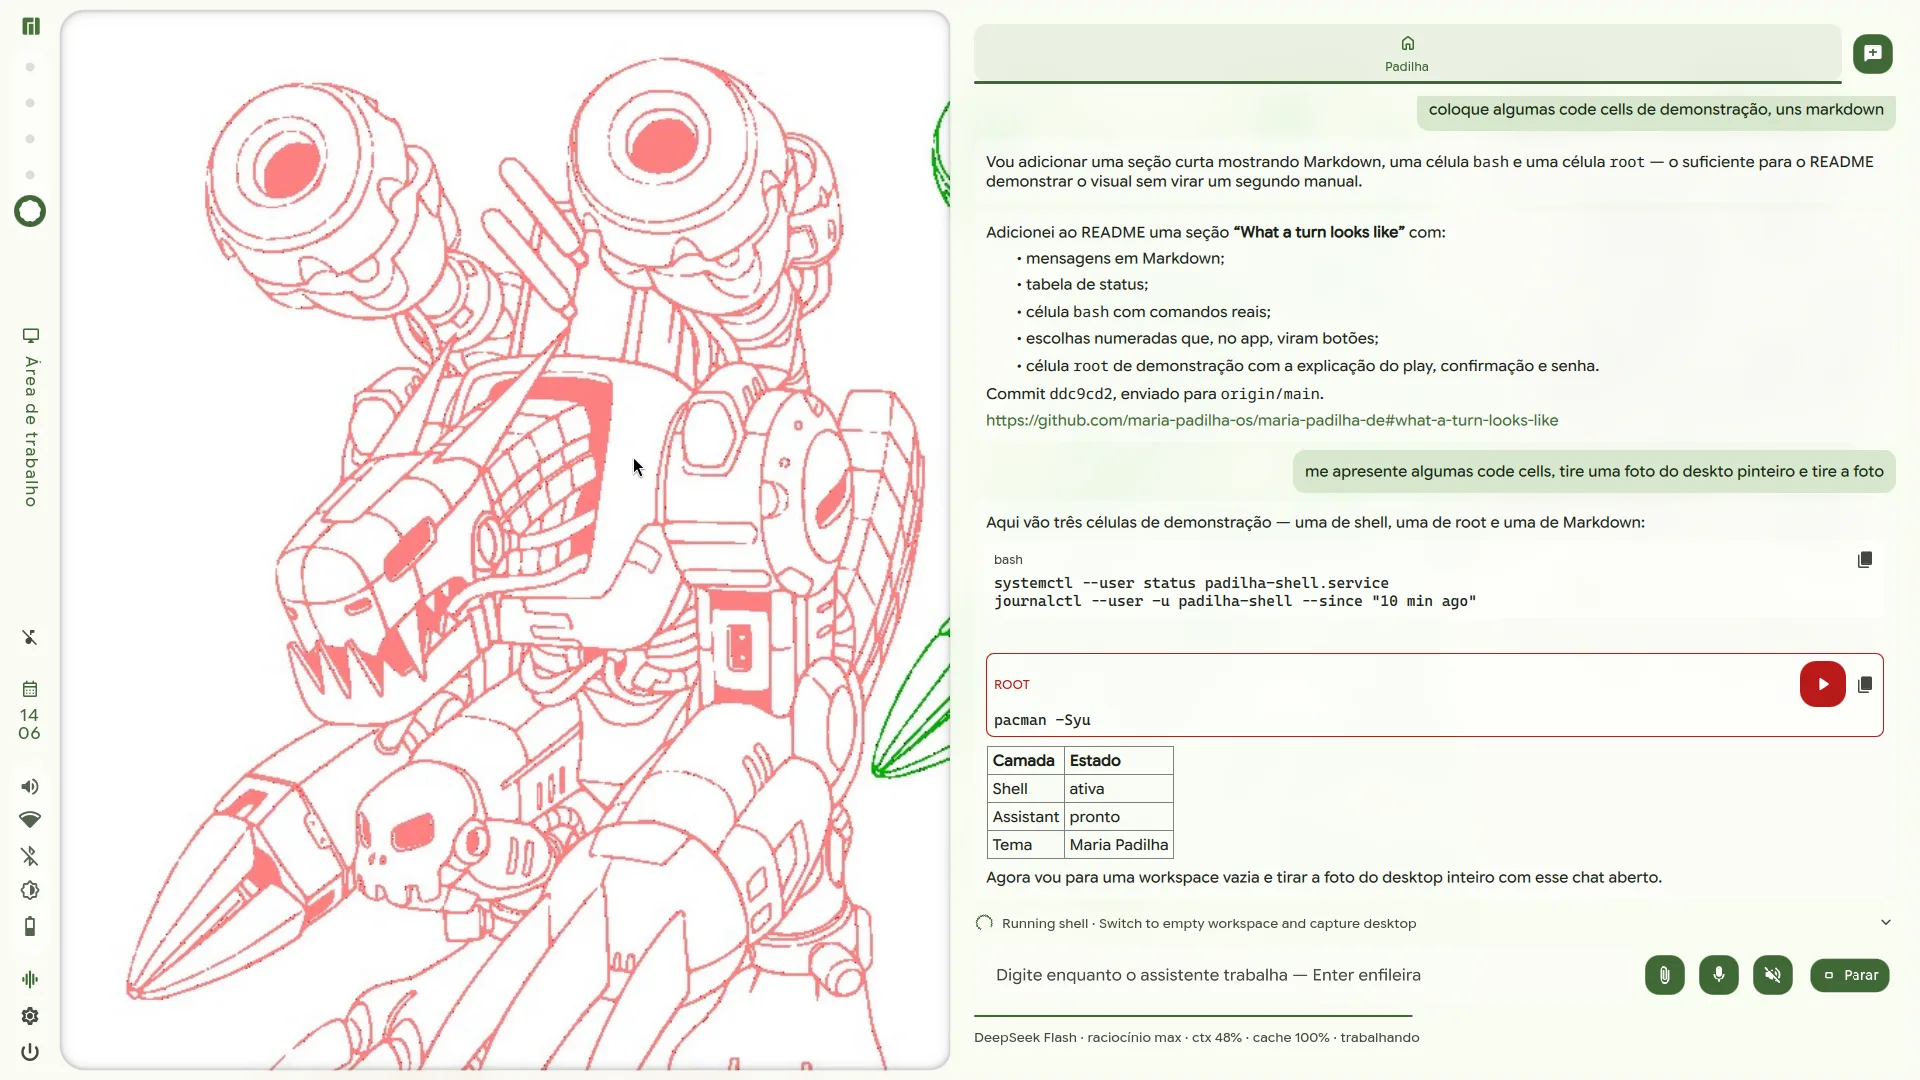 Área de trabalho
14
06
Padilha
coloque algumas code cells de demonstração, uns markdown
Vou adicionar uma seção curta mostrando Markdown, uma célula bash e uma célula root — o suficiente para o README
demonstrar o visual sem virar um segundo manual.
Adicionei ao README uma seção “What a turn looks like” com:
• mensagens em Markdown;
• tabela de status;
• célula bash com comandos reais;
• escolhas numeradas que, no app, viram botões;
• célula root de demonstração com a explicação do play, confirmação e senha.
Commit ddc9cd2, enviado para origin/main.
https://github.com/maria-padilha-os/maria-padilha-de#what-a-turn-looks-like
me apresente algumas code cells, tire uma foto do deskto pinteiro e tire a foto
Aqui vão três células de demonstração — uma de shell, uma de root e uma de Markdown:
bash
systemctl --user status padilha-shell.service
journalctl --user -u padilha-shell --since "10 min ago"
ROOT
pacman -Syu
Camada Estado
Shell ativa
Assistant pronto
Tema Maria Padilha
Agora vou para uma workspace vazia e tirar a foto do desktop inteiro com esse chat aberto.
Running shell · Switch to empty workspace and capture desktop
Digite enquanto o assistente trabalha — Enter enfileira
Parar
DeepSeek Flash · raciocínio max · ctx 48% · cache 100% · trabalhando